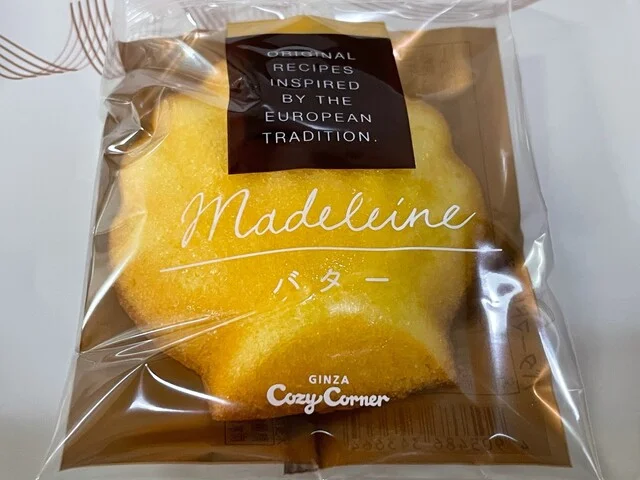 ORIGINAL
RECIPES
INSPIRED
BY THE
EUROPEAN
TRADITION.
Madeleine
バター
GINZA
Cozy Corner